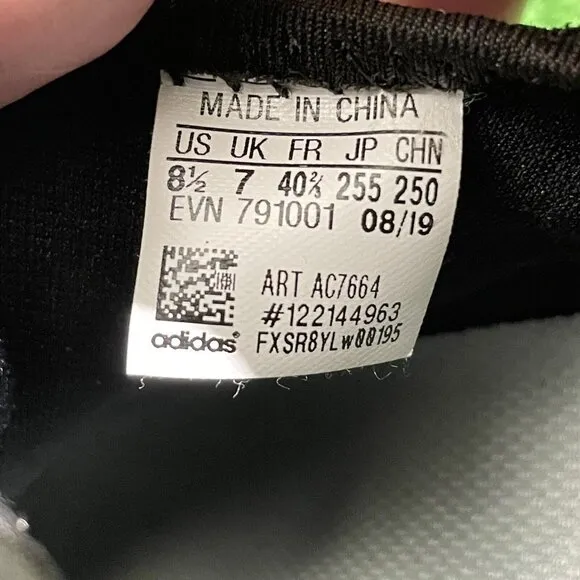 MADE IN CHINA
US UK FR JP CHN
8½ 7 40⅔ 255 250
EVN 791001 08/19
ART AC7664
#122144963
adidas® FXSR8YLw00195